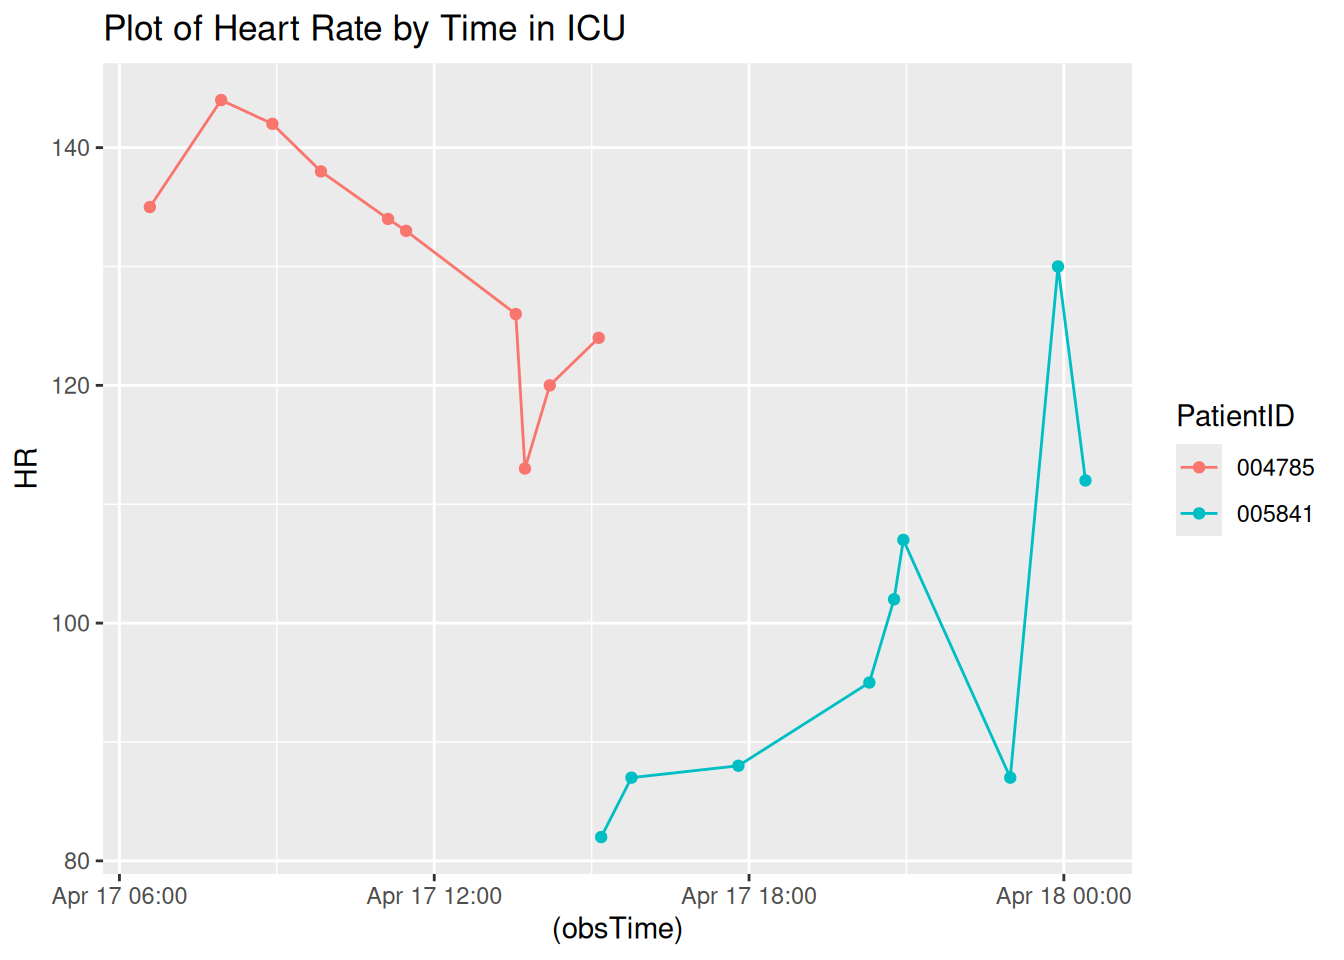 Plot of Heart Rate by Time in ICU
140
120
100
80
HR
Apr 17 06:00 Apr 17 12:00 Apr 17 18:00 Apr 18 00:00
(obsTime)
PatientID
004785
005841